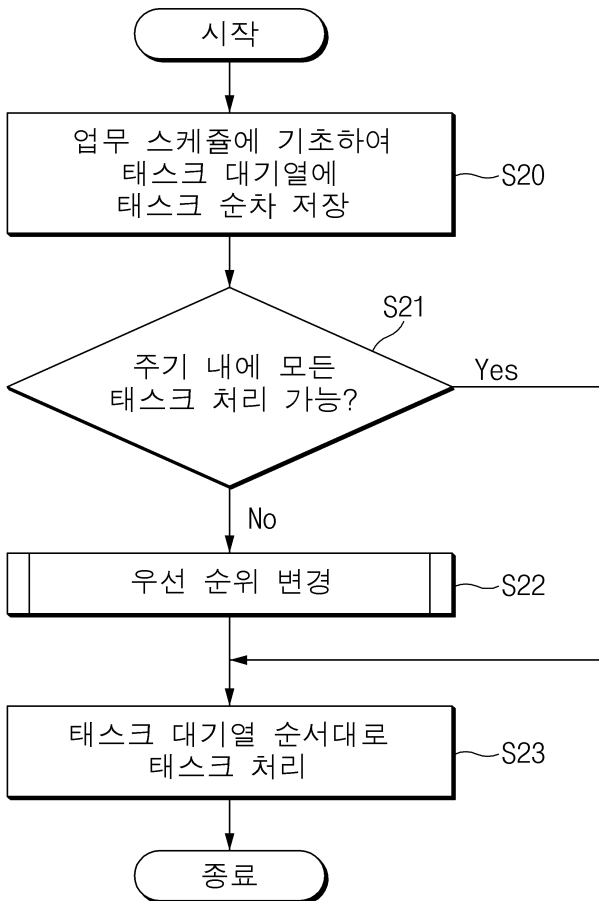 시작
업무 스케쥴에 기초하여
태스크 대기열에
태스크 순차 저장
S20
S21
주기 내에 모든
태스크 처리 가능?
Yes
No
우선 순위 변경
S22
태스크 대기열 순서대로
태스크 처리
S23
종료